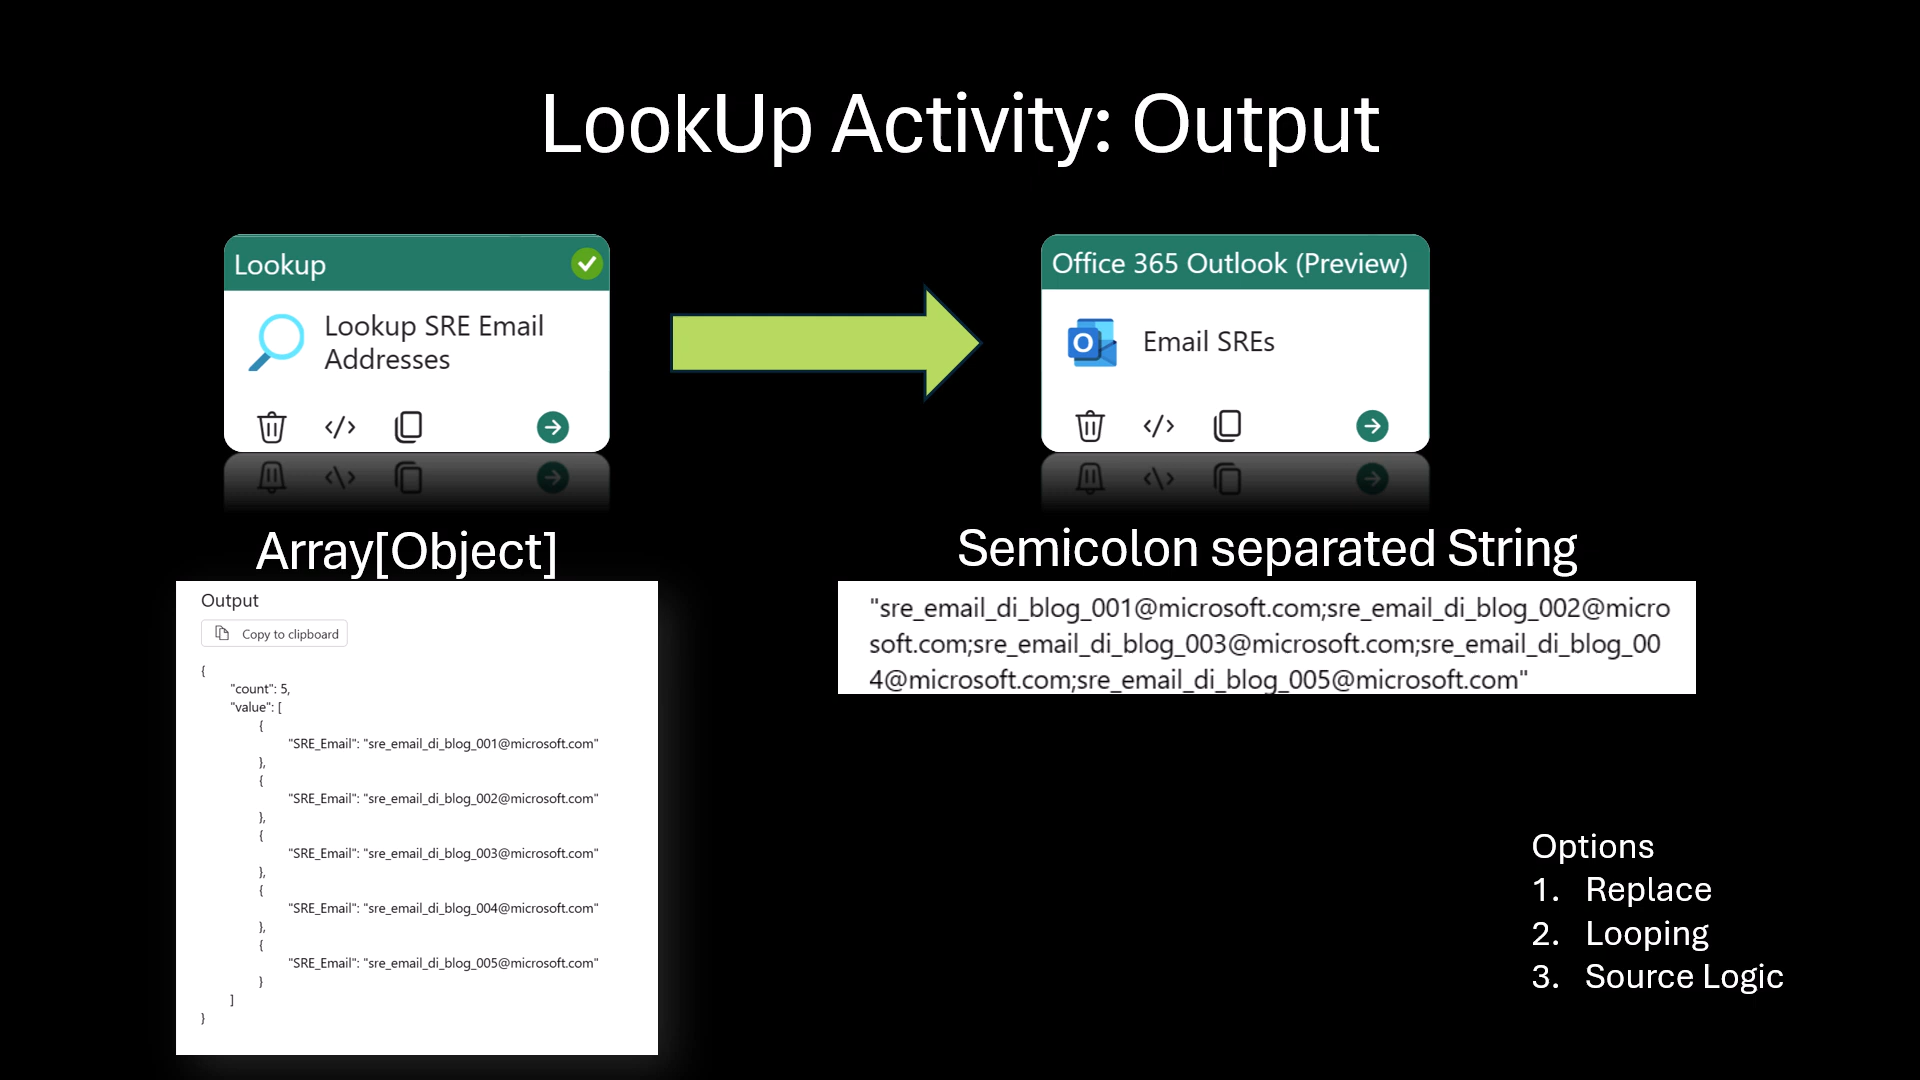 LookUp Activity: Output
Lookup
Lookup SRE Email
Addresses
</>
Office 365 Outlook (Preview)
Email SREs
</>
Array[Object]
Output
Copy to clipboard
{
"count": 5,
"value": [
{
"SRE_Email": "sre_email_di_blog_001@microsoft.com"
},
{
"SRE_Email": "sre_email_di_blog_002@microsoft.com"
},
{
"SRE_Email": "sre_email_di_blog_003@microsoft.com"
},
{
"SRE_Email": "sre_email_di_blog_004@microsoft.com"
},
{
"SRE_Email": "sre_email_di_blog_005@microsoft.com"
}
]
}
Semicolon separated String
"sre_email_di_blog_001@microsoft.com;sre_email_di_blog_002@micro
soft.com;sre_email_di_blog_003@microsoft.com;sre_email_di_blog_00
4@microsoft.com;sre_email_di_blog_005@microsoft.com"
Options
1. Replace
2. Looping
3. Source Logic